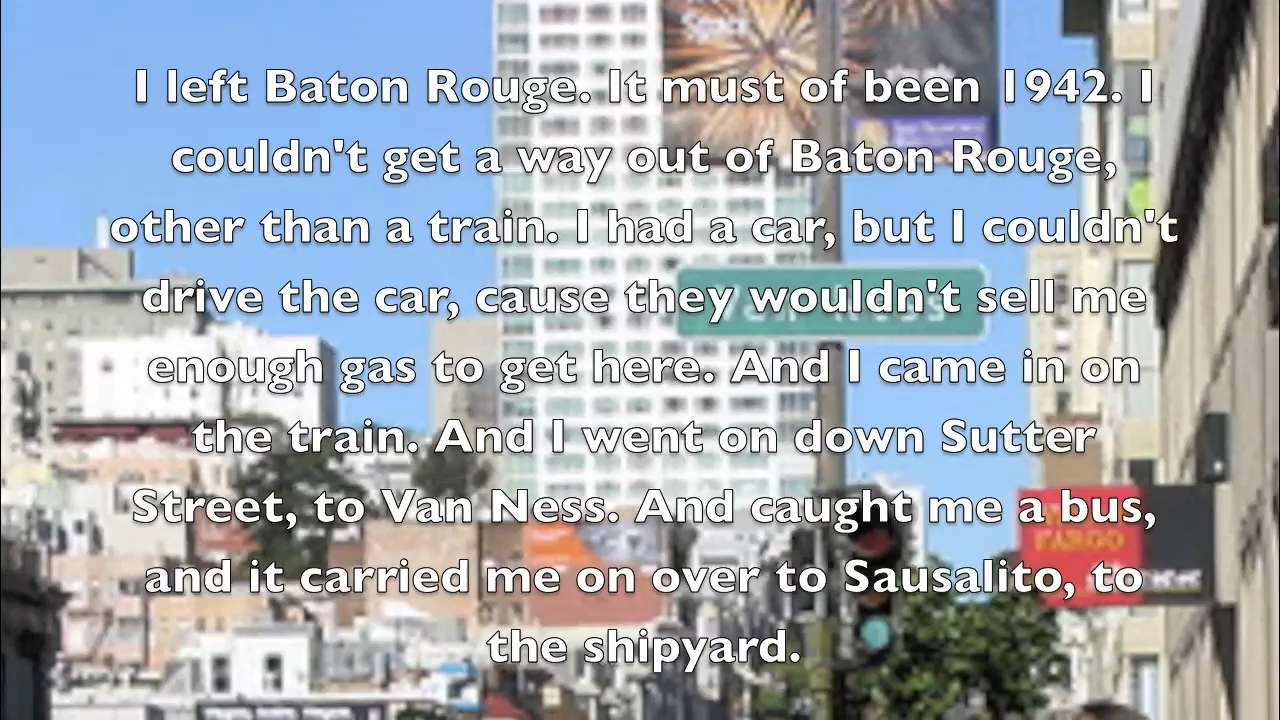 I left Baton Rouge. It must of been 1942. I
couldn't get a way out of Baton Rouge,
other than a train. I had a car, but I couldn't
drive the car, cause they wouldn't sell me
enough gas to get here. And I came in on
the train. And I went on down Sutter
Street, to Van Ness. And caught me a bus,
and it carried me on over to Sausalito, to
the shipyard.
Van Ness
FARGO